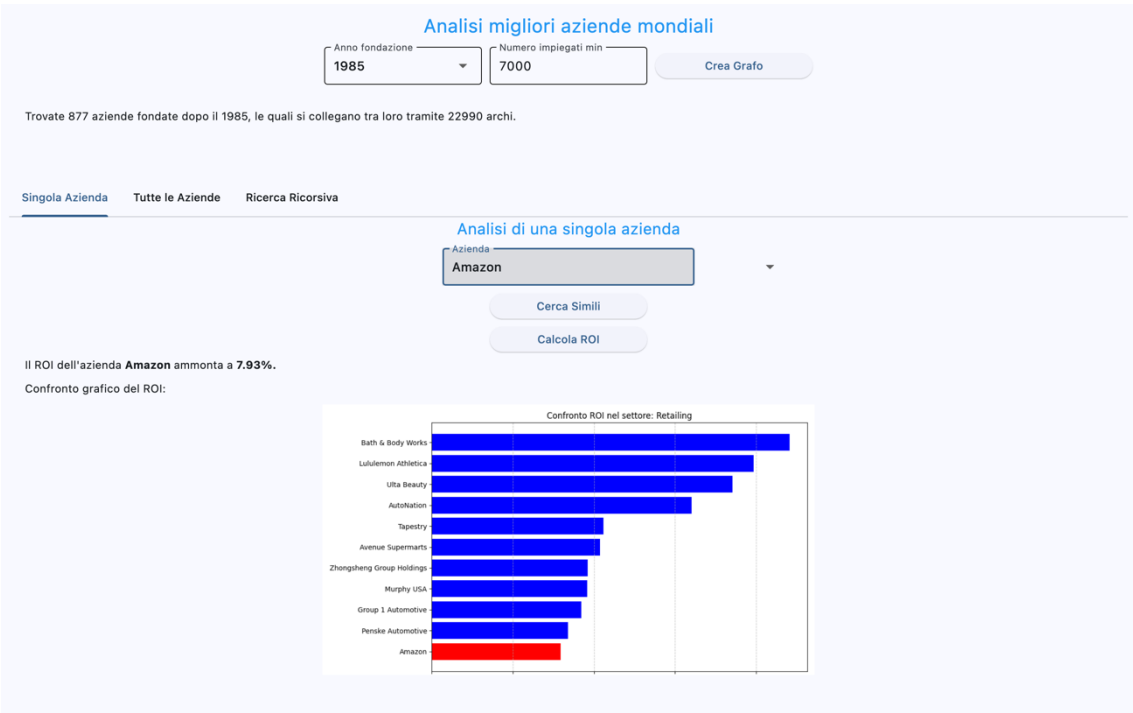 Analisi migliori aziende mondiali
Anno fondazione
1985
Numero impiegati min
7000
Crea Grafo
Trovate 877 aziende fondate dopo il 1985, le quali si collegano tra loro tramite 22990 archi.
Singola Azienda
Tutte le Aziende
Ricerca Ricorsiva
Analisi di una singola azienda
Azienda
Amazon
Cerca Simili
Calcola ROI
Il ROI dell'azienda Amazon ammonta a 7.93%.
Confronto grafico del ROI:
Confronto ROI nel settore: Retailing
Bath & Body Works
Lululemon Athletica
Ulta Beauty
AutoNation
Tapestry
Avenue Supermarts
Zhongsheng Group Holdings
Murphy USA
Group 1 Automotive
Penske Automotive
Amazon